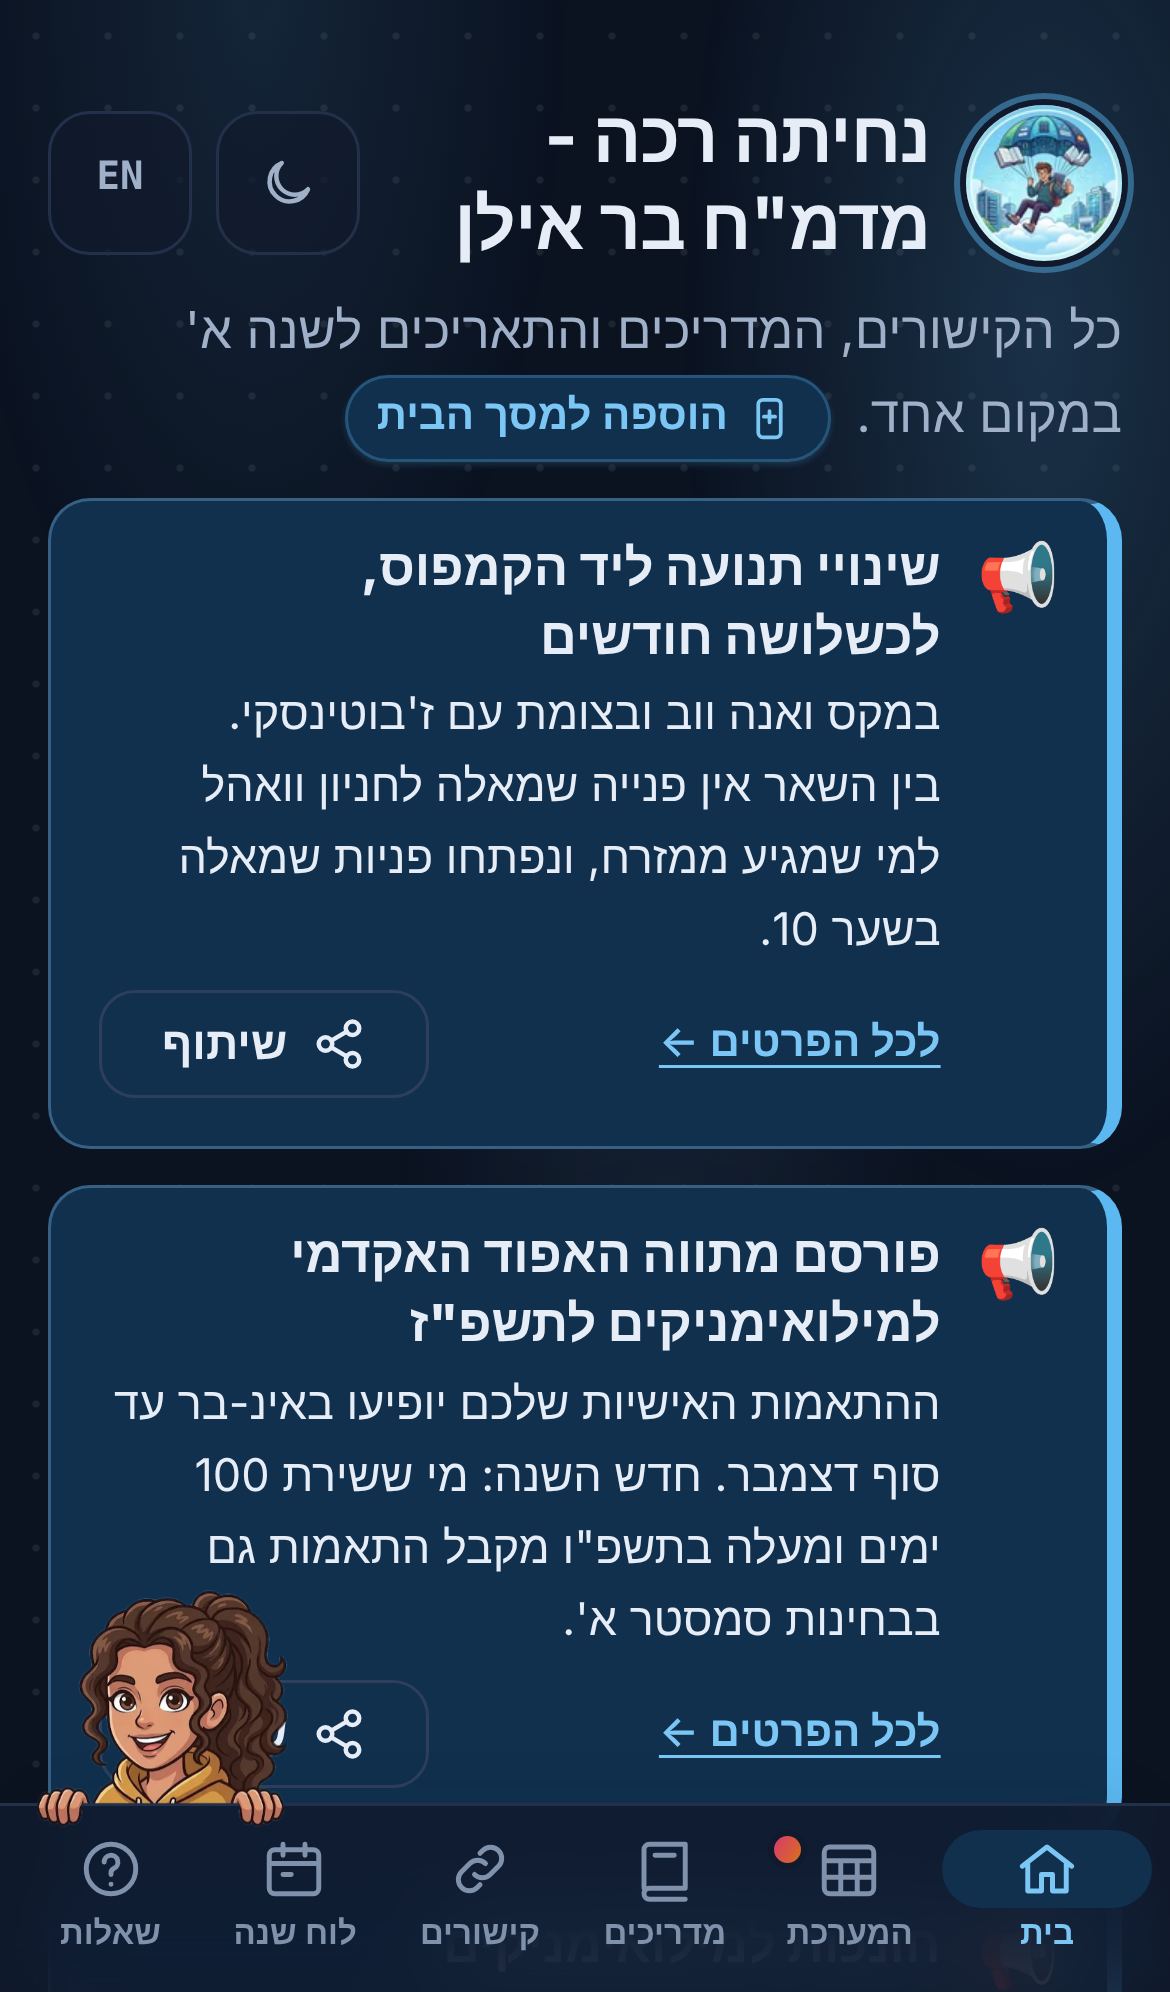 נחיתה רכה -
מדמ"ח בר אילן
EN
כל הקישורים, המדריכים והתאריכים לשנה א'
במקום אחד.
הוספה למסך הבית
שינויי תנועה ליד הקמפוס,
לכשלושה חודשים
במקס ואנה ווב ובצומת עם ז'בוטינסקי.
בין השאר אין פנייה שמאלה לחניון וואהל
למי שמגיע ממזרח, ונפתחו פניות שמאלה
בשער 10.
לכל הפרטים ←
שיתוף
פורסם מתווה האפוד האקדמי
למילואימניקים לתשפ"ז
ההתאמות האישיות שלכם יופיעו באינ-בר עד
סוף דצמבר. חדש השנה: מי ששירת 100
ימים ומעלה בתשפ"ו מקבל התאמות גם
בבחינות סמסטר א'.
לכל הפרטים ←
בית
המערכת
מדריכים
קישורים
לוח שנה
שאלות